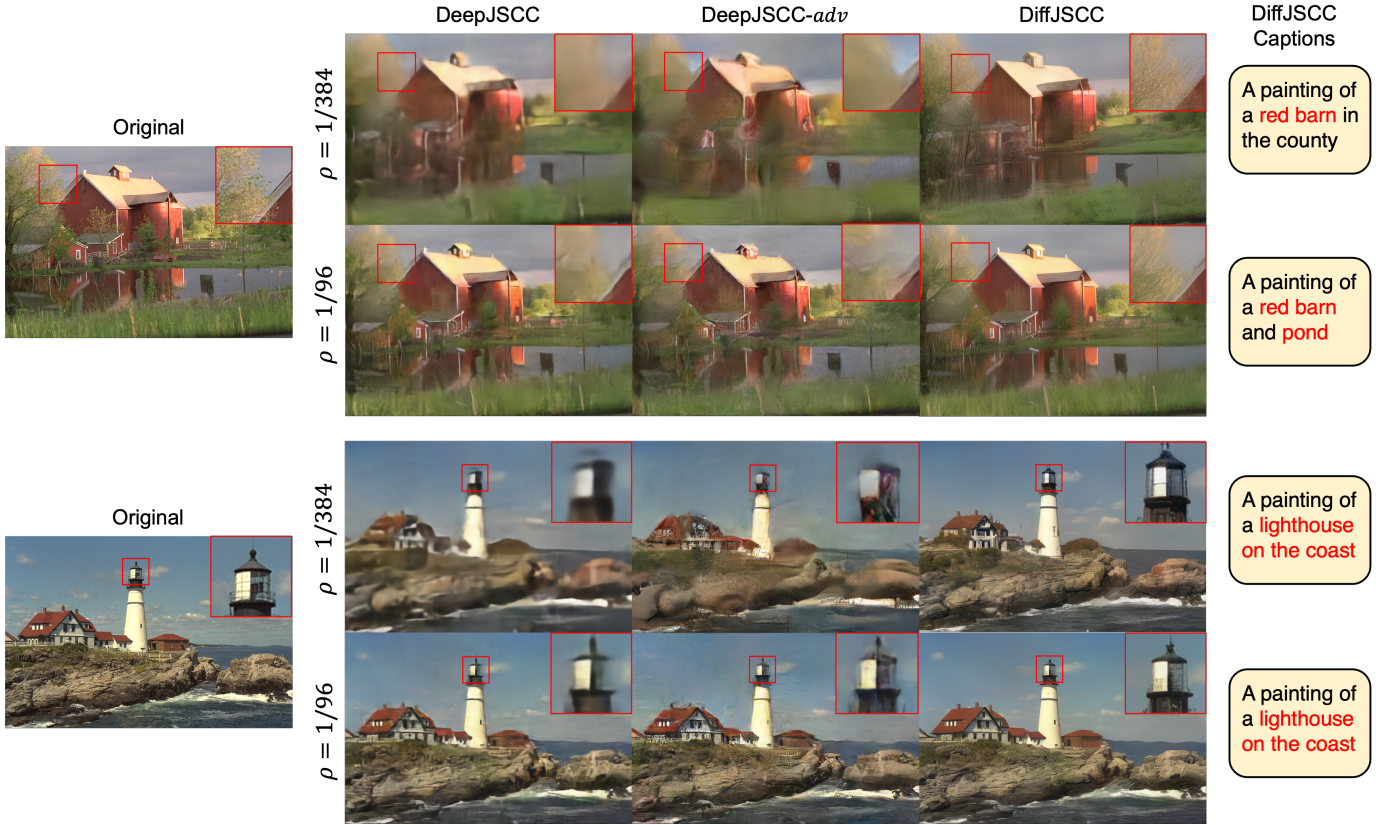 DeepJSCC
DeepJSCC-adv
DiffJSCC
DiffJSCC
Captions
Original
ρ = 1/384
A painting of
a red barn in
the county
ρ = 1/96
A painting of
a red barn
and pond
Original
ρ = 1/384
A painting of
a lighthouse
on the coast
ρ = 1/96
A painting of
a lighthouse
on the coast